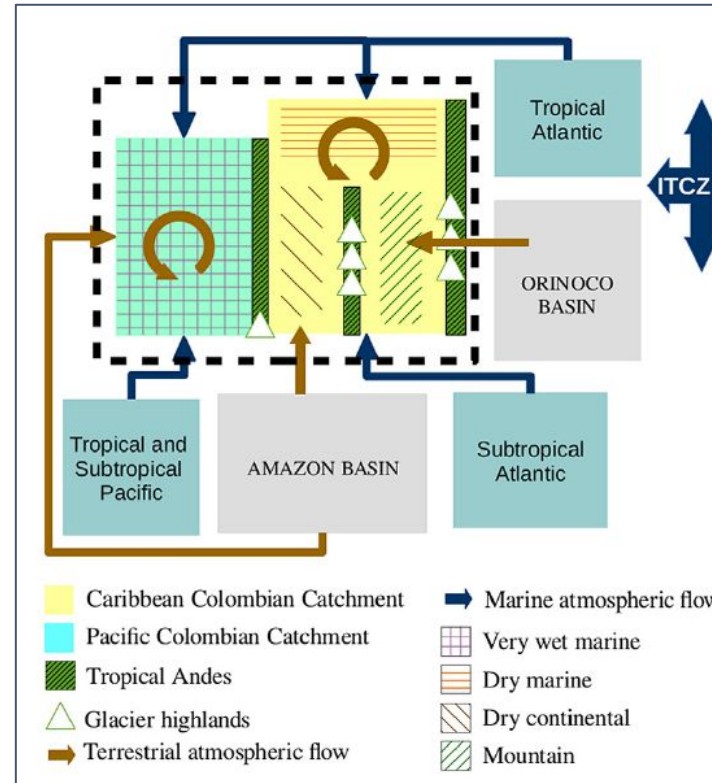 Tropical
Atlantic
ITCZ
ORINOCO
BASIN
Tropical and
Subtropical
Pacific
AMAZON BASIN
Subtropical
Atlantic
Caribbean Colombian Catchment
Pacific Colombian Catchment
Tropical Andes
Glacier highlands
Terrestrial atmospheric flow
Marine atmospheric flow
Very wet marine
Dry marine
Dry continental
Mountain